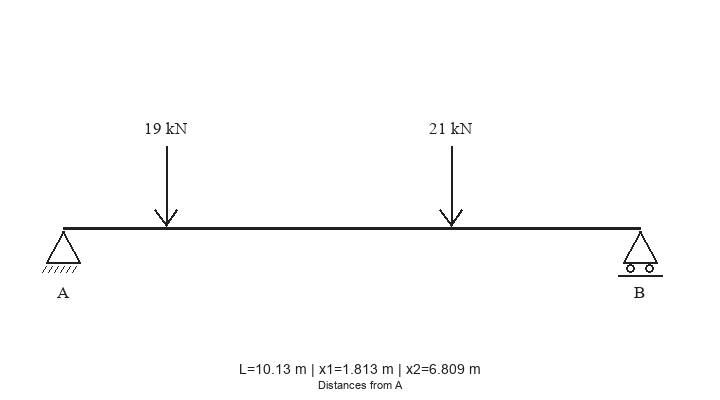 19 kN 21 kN
A B
L=10.13 m | x1=1.813 m | x2=6.809 m
Distances from A